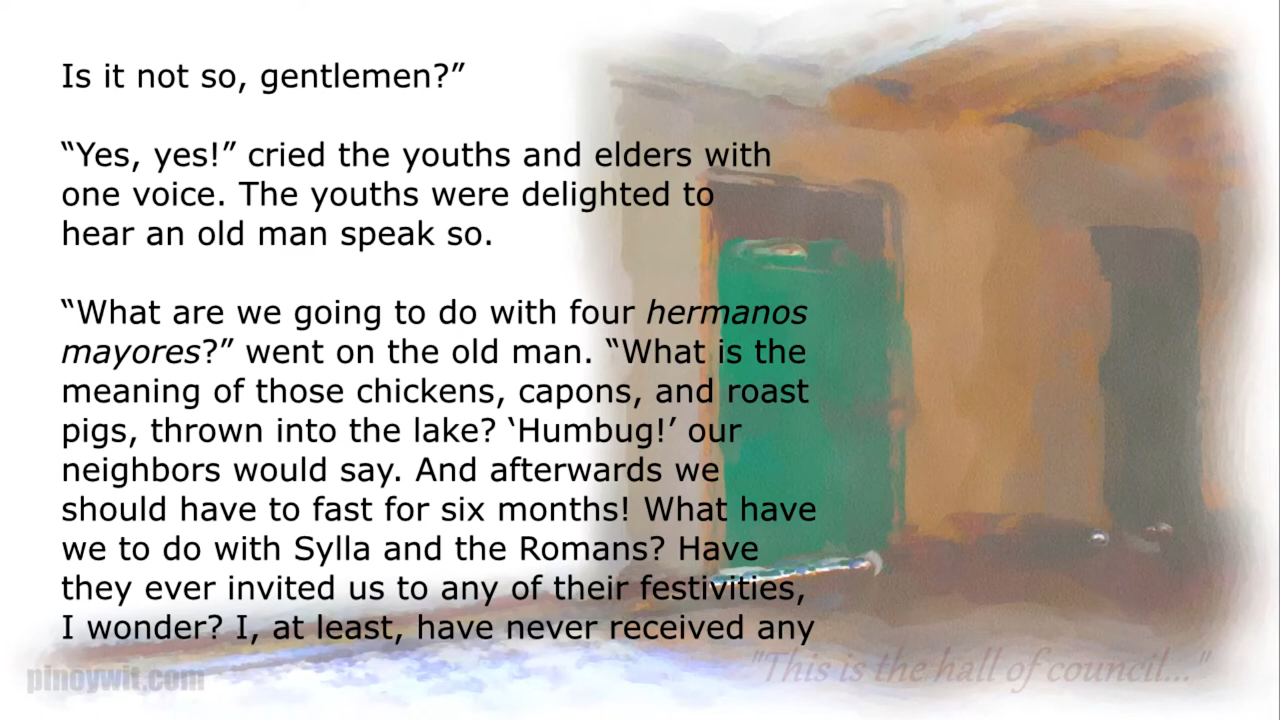 Is it not so, gentlemen?”
“Yes, yes!” cried the youths and elders with
one voice. The youths were delighted to
hear an old man speak so.
“What are we going to do with four hermanos
mayores?” went on the old man. “What is the
meaning of those chickens, capons, and roast
pigs, thrown into the lake? ‘Humbug!’ our
neighbors would say. And afterwards we
should have to fast for six months! What have
we to do with Sylla and the Romans? Have
they ever invited us to any of their festivities,
I wonder? I, at least, have never received any
"This is the hall of council..."
pinoywit.com